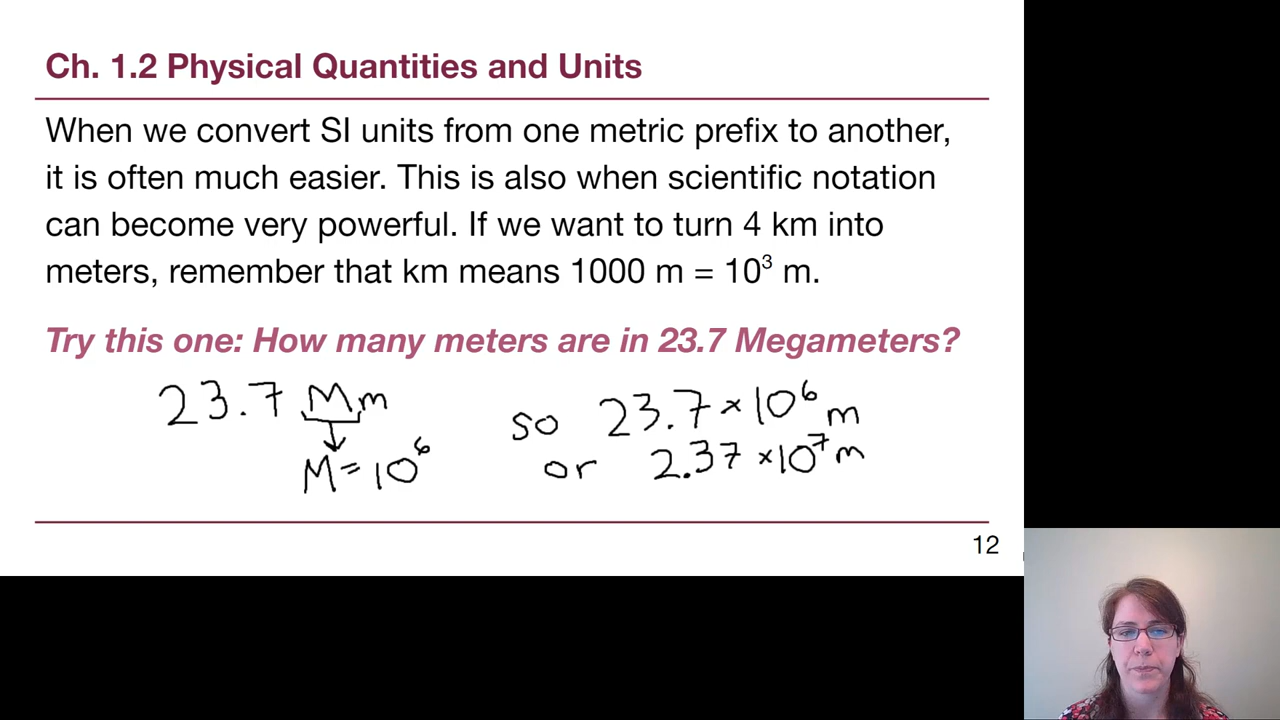 Ch. 1.2 Physical Quantities and Units
When we convert SI units from one metric prefix to another,
it is often much easier. This is also when scientific notation
can become very powerful. If we want to turn 4 km into
meters, remember that km means 1000 m = 10³ m.
Try this one: How many meters are in 23.7 Megameters?
23.7 Mm
M = 10⁶
so 23.7 × 10⁶ m
or 2.37 × 10⁷ m
12